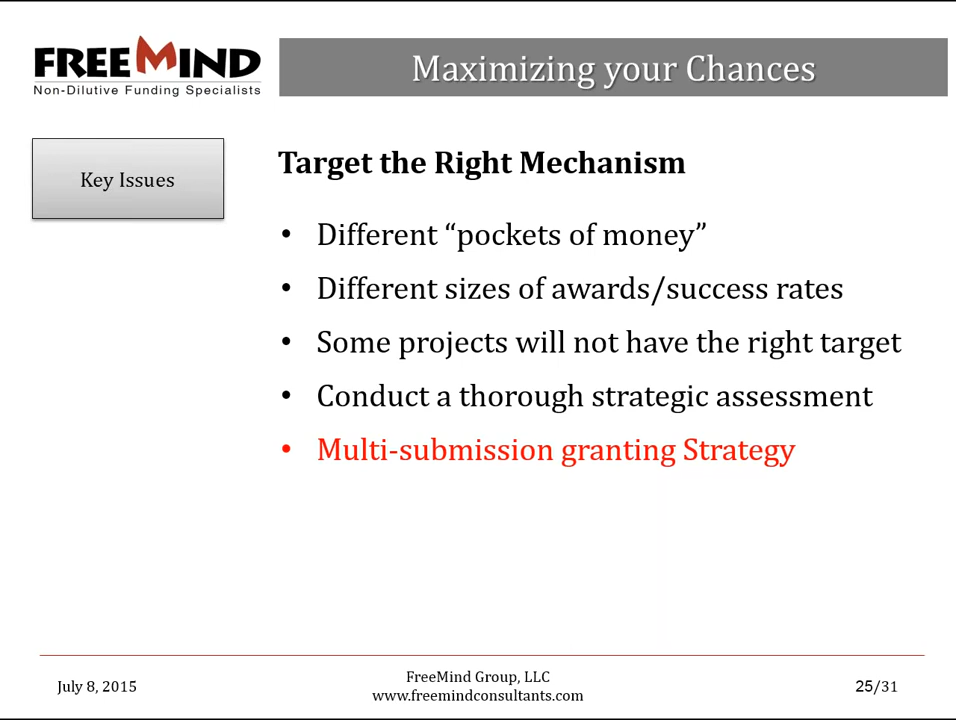 FREEMIND
Non-Dilutive Funding Specialists
Maximizing your Chances
Key Issues
Target the Right Mechanism
• Different “pockets of money”
• Different sizes of awards/success rates
• Some projects will not have the right target
• Conduct a thorough strategic assessment
• Multi-submission granting Strategy
July 8, 2015
FreeMind Group, LLC
www.freemindconsultants.com
25/31